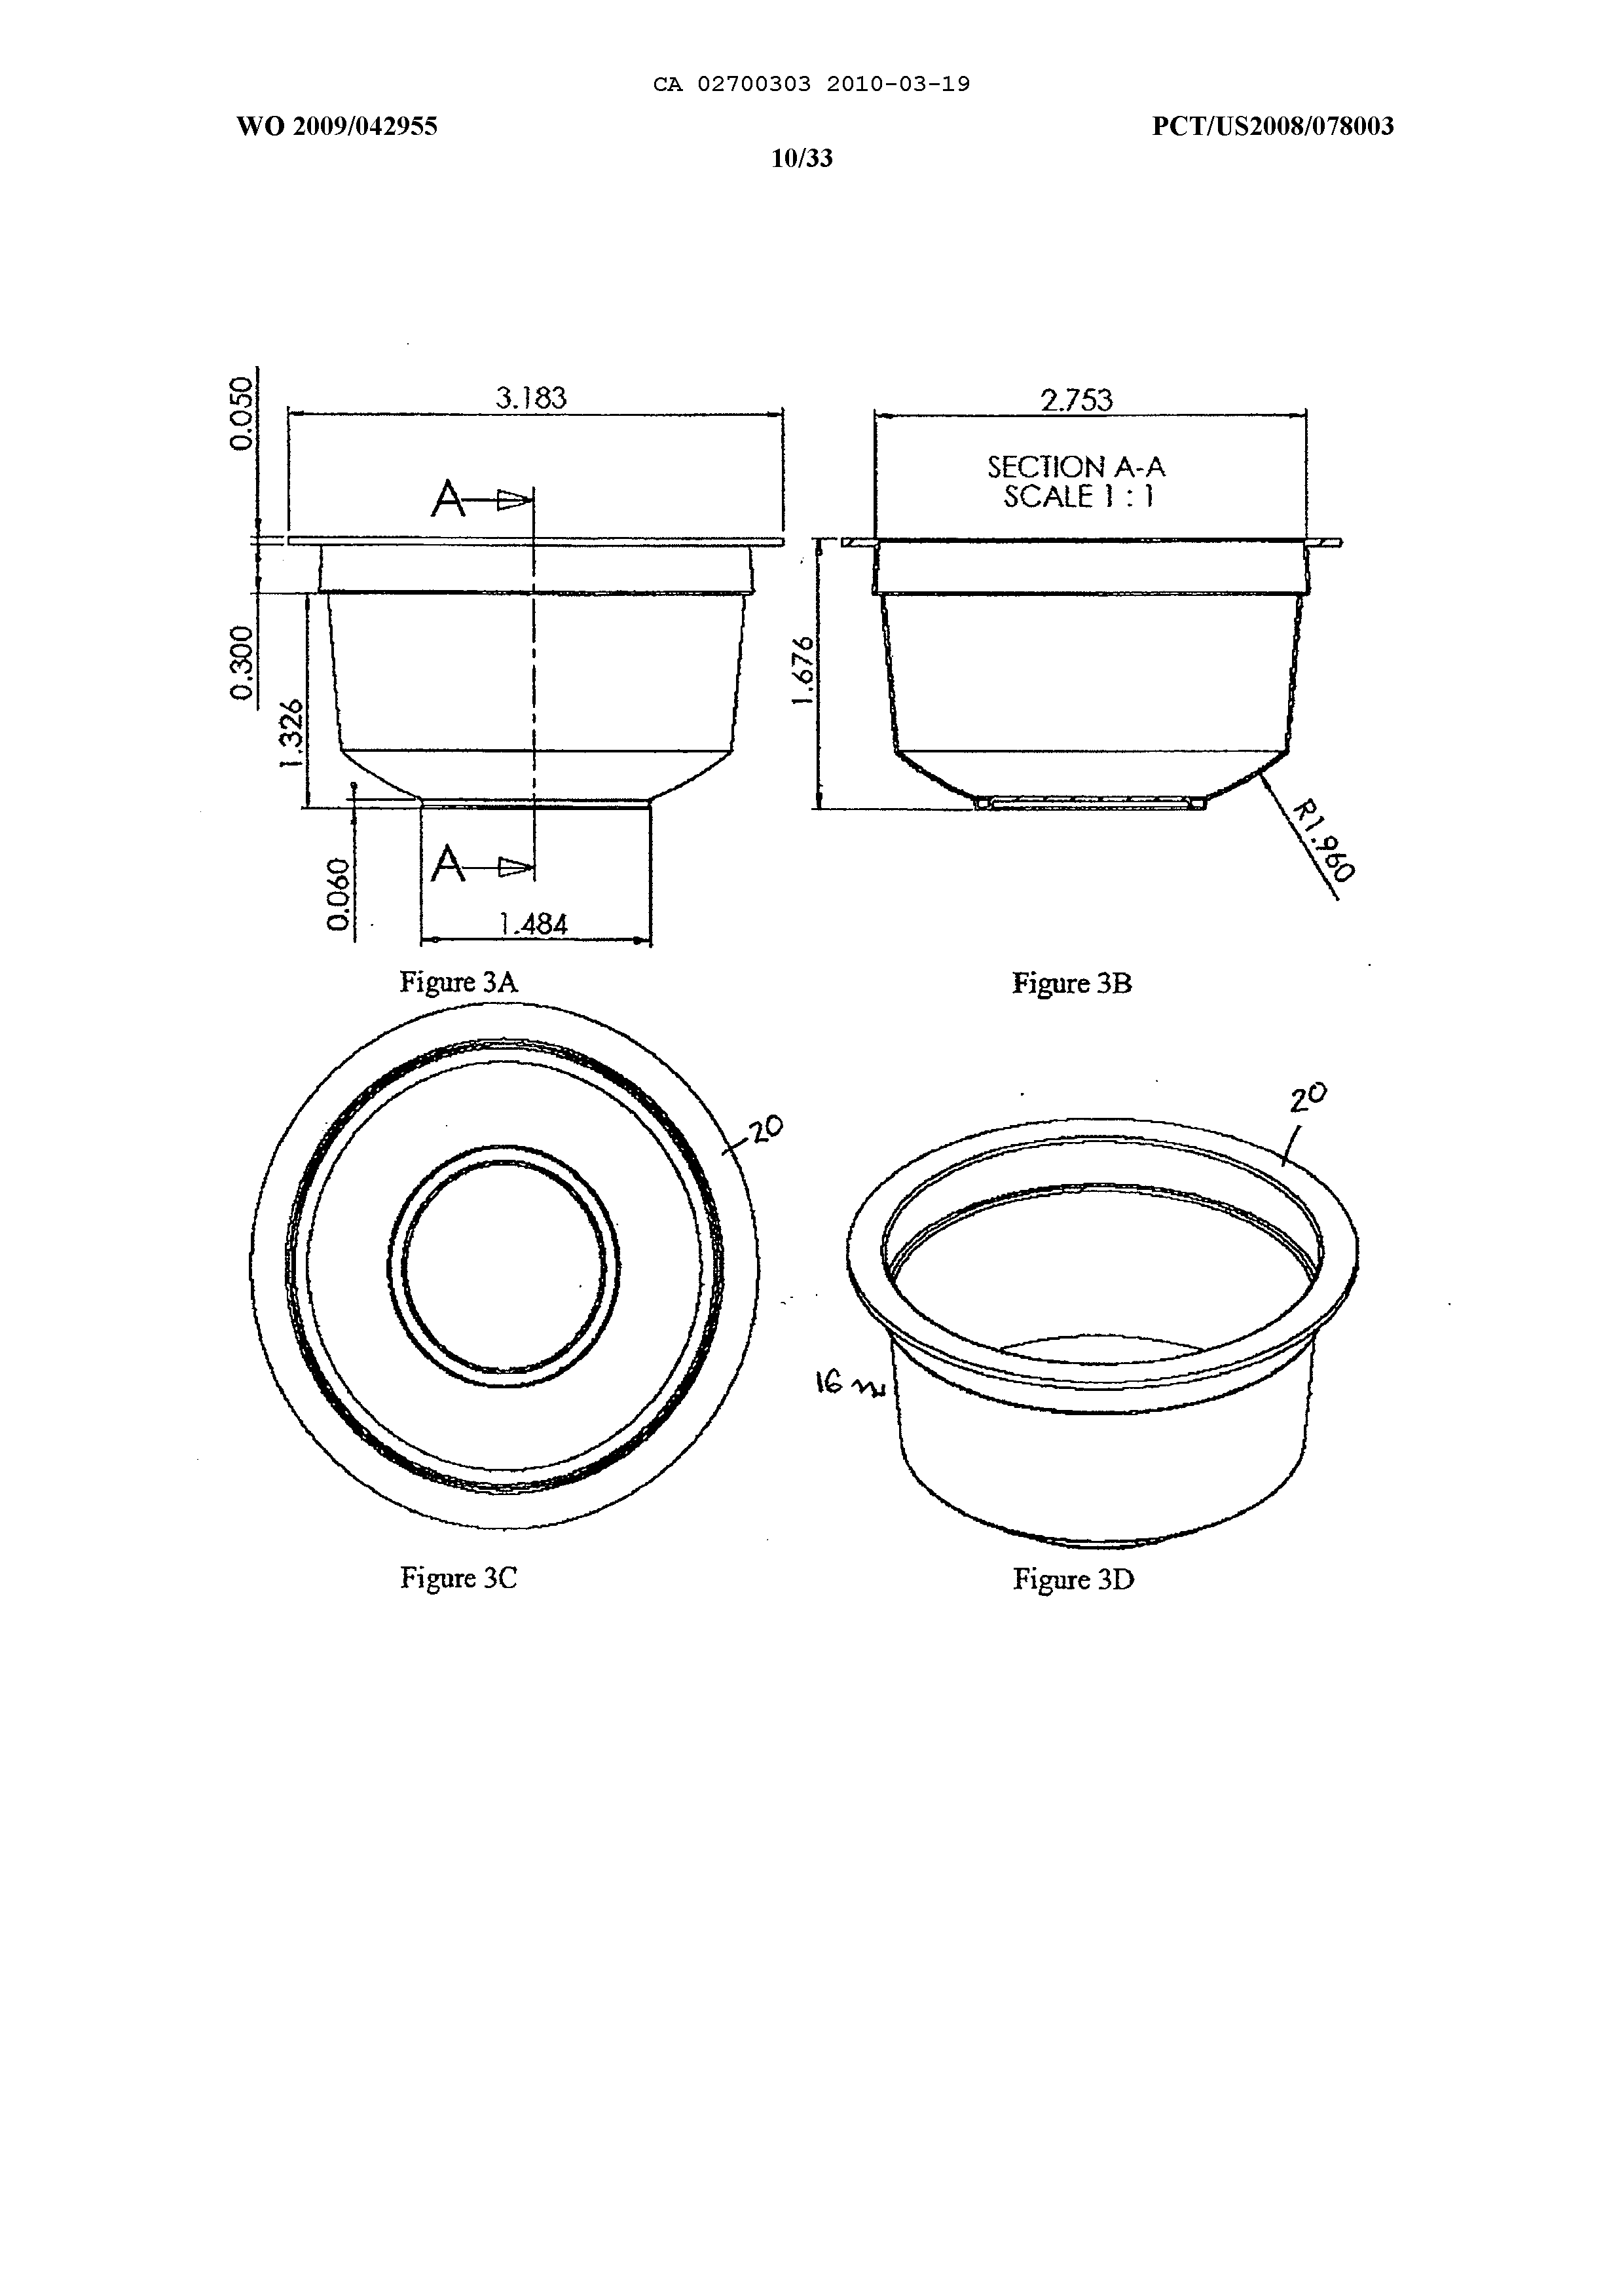 CA 02700303 2010-03-19
WO 2009/042955
PCT/US2008/078003
10/33
0.050
3.183
A
0.300
1.326
0.060
A
1.484
2.753
SECTION A-A
SCALE 1 : 1
1.676
R1.960
Figure 3A
Figure 3B
20
20
16
Figure 3C
Figure 3D